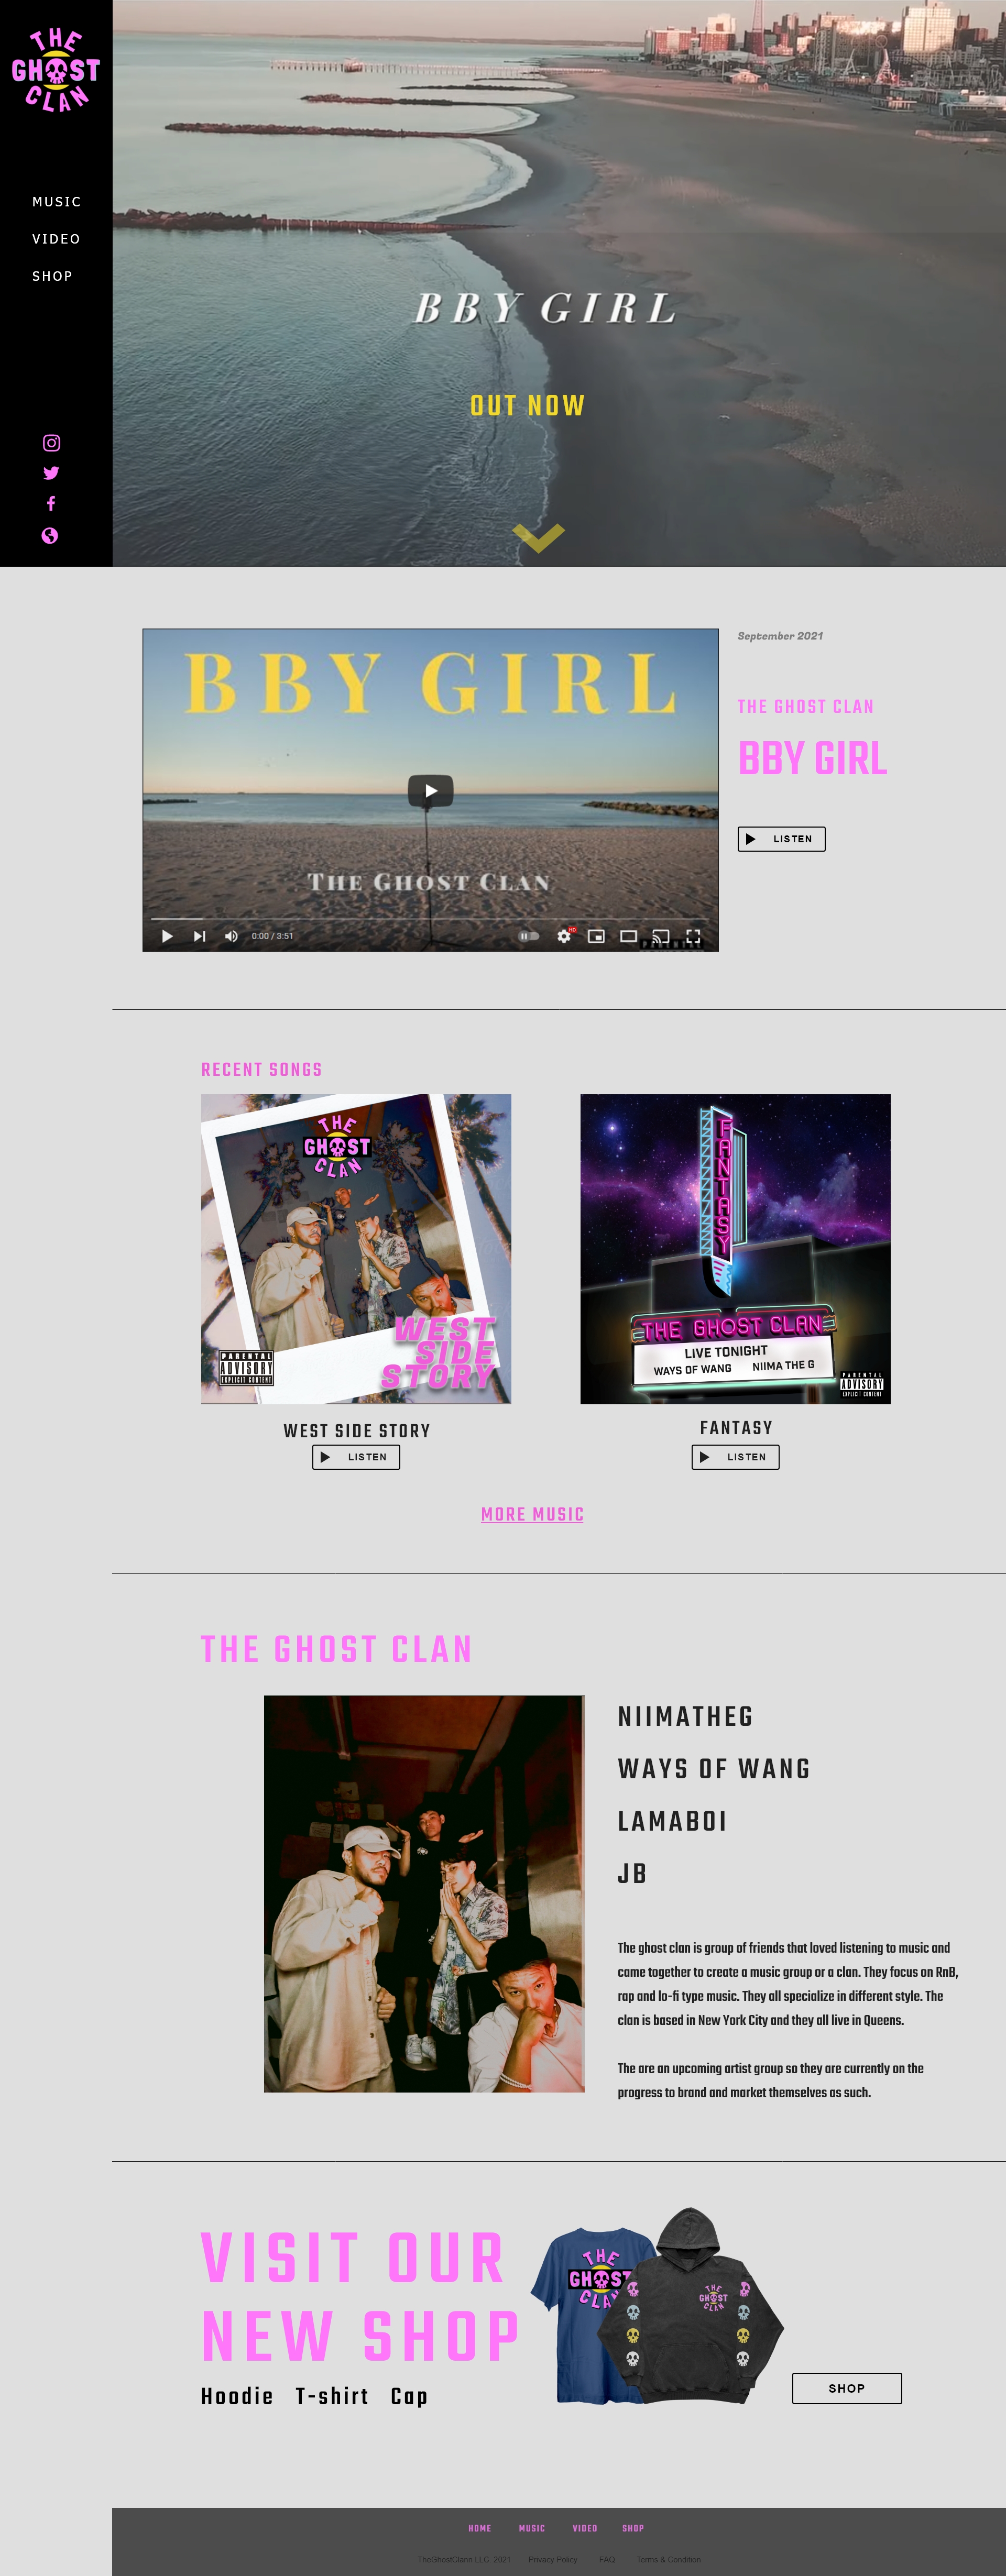 THE
GHOST
CLAN
MUSIC
VIDEO
SHOP
BBY GIRL
OUT NOW
BBY GIRL
THE GHOST CLAN
0:00 / 3:51
HD
September 2021
THE GHOST CLAN
BBY GIRL
LISTEN
RECENT SONGS
THE
GHOST
CLAN
WEST
SIDE
STORY
PARENTAL
ADVISORY
EXPLICIT CONTENT
FANTASY
THE GHOST CLAN
LIVE TONIGHT
WAYS OF WANG NIIMA THE G
PARENTAL
ADVISORY
EXPLICIT CONTENT
WEST SIDE STORY
LISTEN
FANTASY
LISTEN
MORE MUSIC
THE GHOST CLAN
NIIMATHEG
WAYS OF WANG
LAMABOI
JB
The ghost clan is group of friends that loved listening to music and
came together to create a music group or a clan. They focus on RnB,
rap and lo-fi type music. They all specialize in different style. The
clan is based in New York City and they all live in Queens.
The are an upcoming artist group so they are currently on the
progress to brand and market themselves as such.
VISIT OUR
NEW SHOP
Hoodie T-shirt Cap
THE
GHOST
CLAN
THE
GHOST
CLAN
SHOP
HOME MUSIC VIDEO SHOP
TheGhostClann LLC. 2021 Privacy Policy FAQ Terms & Condition